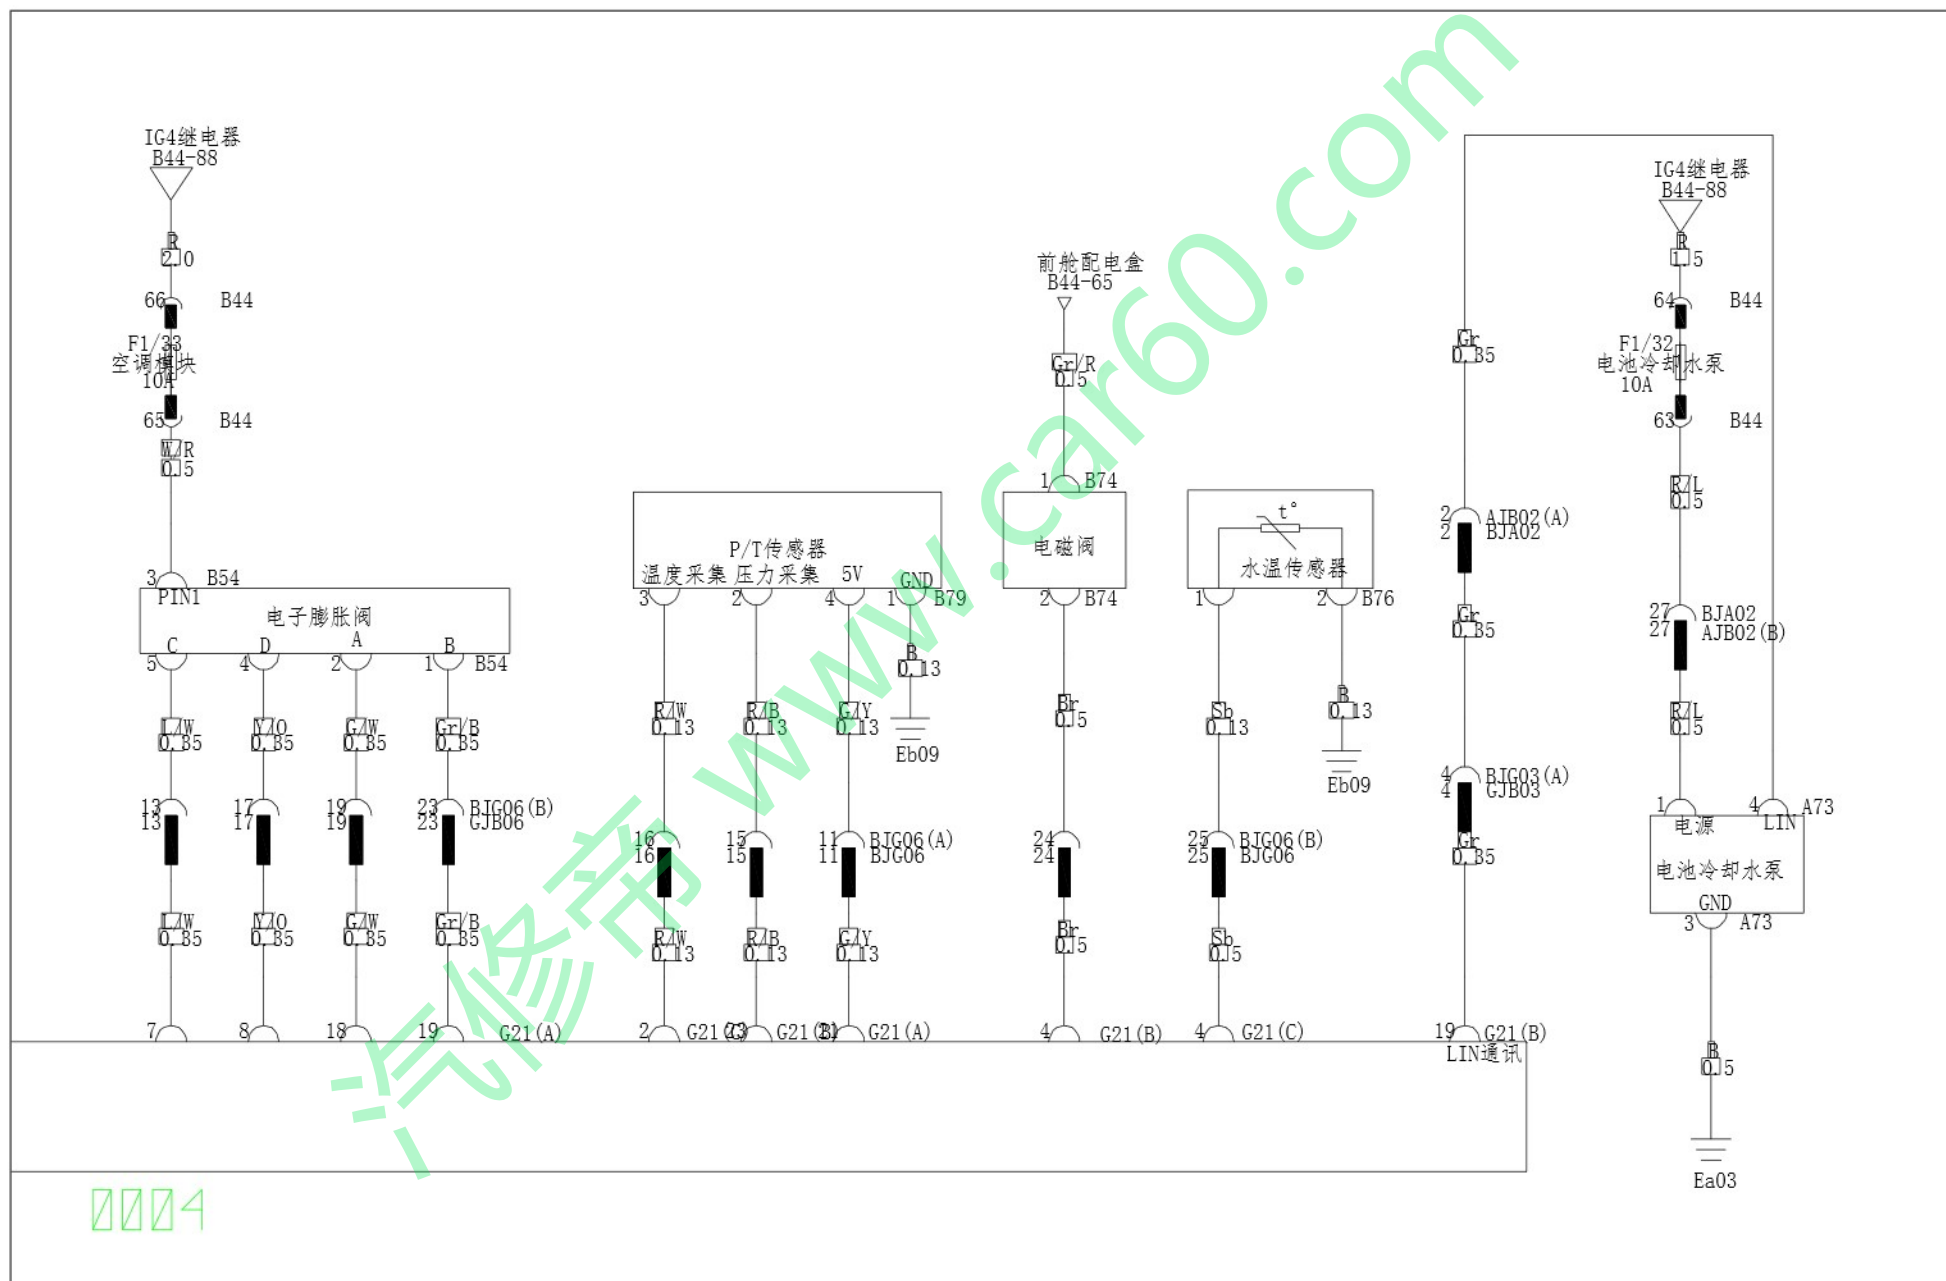 IG4继电器
B44-88
R
2.0
66
B44
F1/33
空调模块
10A
65
B44
W/R
0.5
3
B54
PIN1
电子膨胀阀
C
D
A
B
5
4
2
1
B54
L/W
0.35
Y/O
0.35
G/W
0.35
Gr/B
0.35
13
13
17
17
19
19
23
23
BJG06(B)
GJB06
L/W
0.35
Y/O
0.35
G/W
0.35
Gr/B
0.35
7
8
18
19
G21(A)
P/T传感器
温度采集
压力采集
5V
GND
3
2
4
1
B79
R/W
0.13
R/B
0.13
G/Y
0.13
B
0.13
Eb09
16
16
15
15
11
11
BJG06(A)
BJG06
R/W
0.13
R/B
0.13
G/Y
0.13
2
G21(C)
23
G21(B)
G21(A)
前舱配电盒
B44-65
Gr/R
0.5
1
B74
电磁阀
2
B74
Br
0.5
24
24
Br
0.5
4
G21(B)
t°
水温传感器
1
2
B76
Sb
0.13
B
0.13
Eb09
25
25
BJG06(B)
BJG06
Sb
0.5
4
G21(C)
Gr
0.35
2
2
AJB02(A)
BJA02
Gr
0.35
4
4
BJG03(A)
GJB03
Gr
0.35
19
G21(B)
LIN通讯
IG4继电器
B44-88
R
1.5
64
B44
F1/32
电池冷却水泵
10A
63
B44
R/L
0.5
27
27
BJA02
AJB02(B)
R/L
0.5
1
4
A73
电源
LIN
电池冷却水泵
GND
3
A73
B
0.5
Ea03
0004
汽修帝 www.car60.com